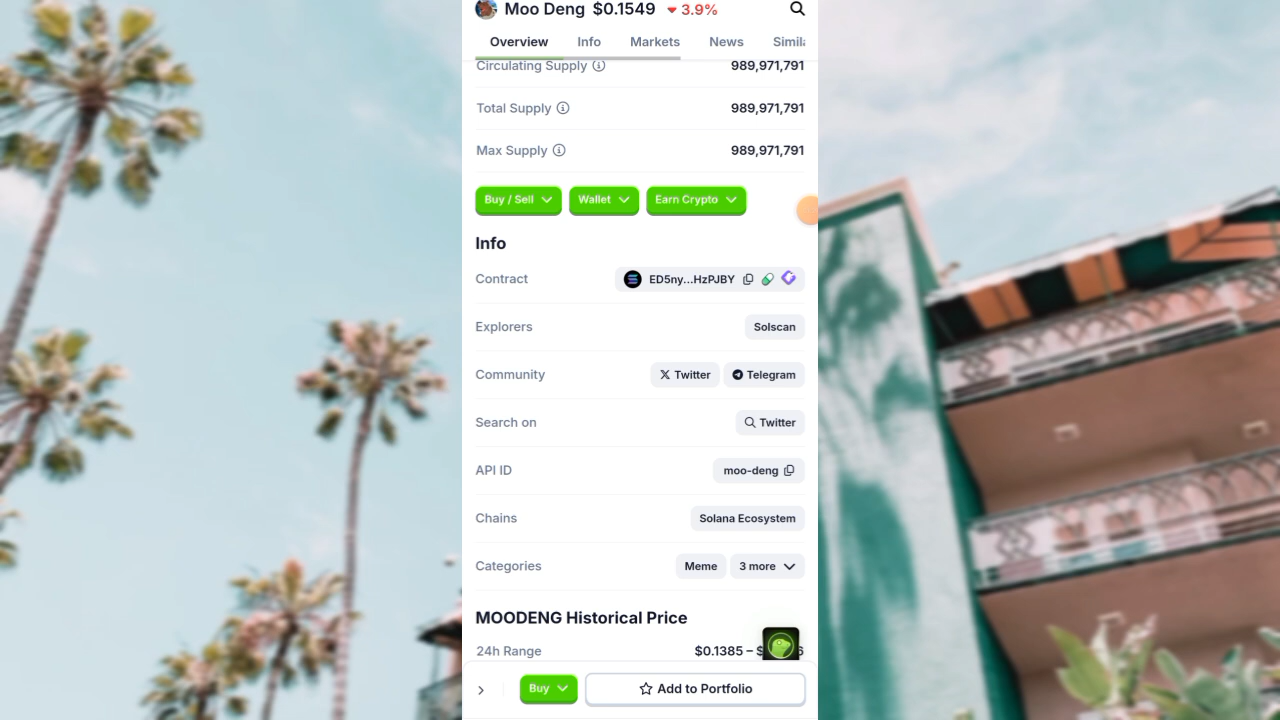 Moo Deng $0.1549 3.9%
Overview Info Markets News Simila
Circulating Supply 989,971,791
Total Supply 989,971,791
Max Supply 989,971,791
Buy / Sell Wallet Earn Crypto
Info
Contract ED5ny...HzPJBY
Explorers Solscan
Community Twitter Telegram
Search on Twitter
API ID moo-deng
Chains Solana Ecosystem
Categories Meme 3 more
MOODENG Historical Price
24h Range $0.1385 – $
Buy Add to Portfolio